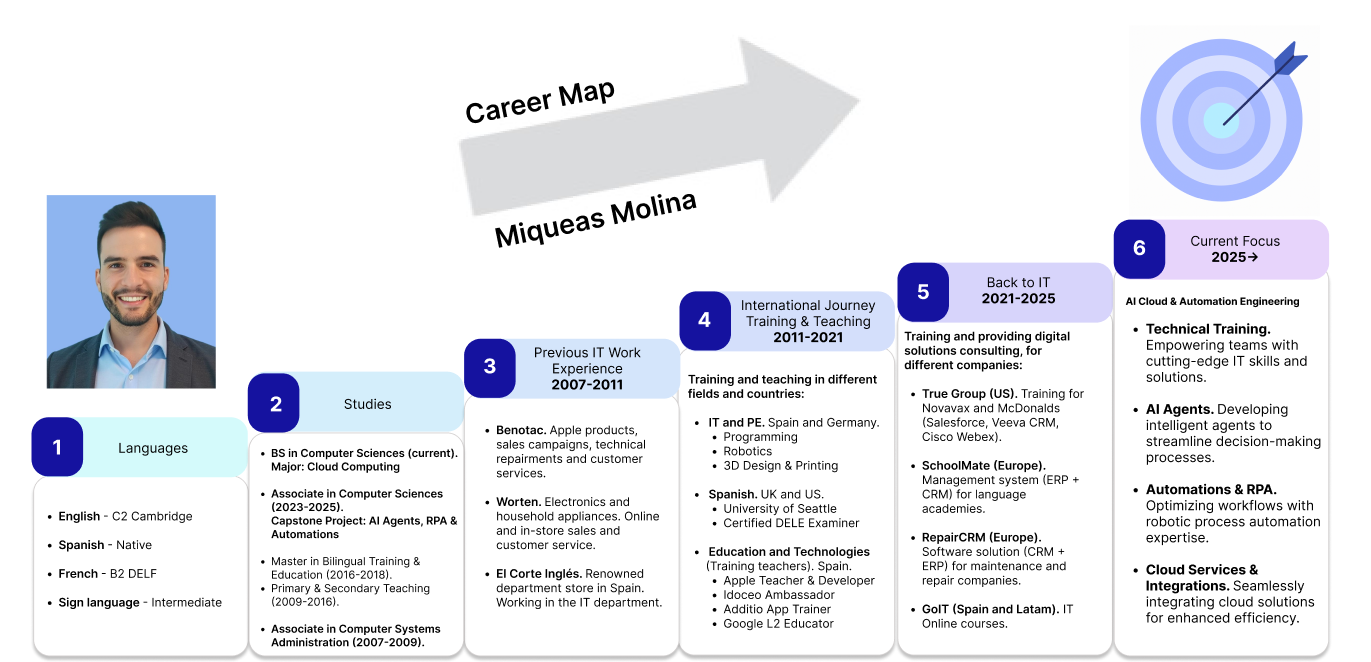 Career Map
Miqueas Molina
1
Languages
• English - C2 Cambridge
• Spanish - Native
• French - B2 DELF
• Sign language - Intermediate
2
Studies
• BS in Computer Sciences (current).
Major: Cloud Computing
• Associate in Computer Sciences
(2023-2025).
Capstone Project: AI Agents, RPA &
Automations
• Master in Bilingual Training &
Education (2016-2018).
• Primary & Secondary Teaching
(2009-2016).
• Associate in Computer Systems
Administration (2007-2009).
3
Previous IT Work
Experience
2007-2011
• Benotac. Apple products,
sales campaigns, technical
repairments and customer
services.
• Worten. Electronics and
household appliances. Online
and in-store sales and
customer service.
• El Corte Inglés. Renowned
department store in Spain.
Working in the IT department.
4
International Journey
Training & Teaching
2011-2021
Training and teaching in different
fields and countries:
• IT and PE. Spain and Germany.
• Programming
• Robotics
• 3D Design & Printing
• Spanish. UK and US.
• University of Seattle
• Certified DELE Examiner
• Education and Technologies
(Training teachers). Spain.
• Apple Teacher & Developer
• Idoceo Ambassador
• Additio App Trainer
• Google L2 Educator
5
Back to IT
2021-2025
Training and providing digital
solutions consulting, for
different companies:
• True Group (US). Training for
Novavax and McDonalds
(Salesforce, Veeva CRM,
Cisco Webex).
• SchoolMate (Europe).
Management system (ERP +
CRM) for language
academies.
• RepairCRM (Europe).
Software solution (CRM +
ERP) for maintenance and
repair companies.
• GoIT (Spain and Latam). IT
Online courses.
6
Current Focus
2025→
AI Cloud & Automation Engineering
• Technical Training.
Empowering teams with
cutting-edge IT skills and
solutions.
• AI Agents. Developing
intelligent agents to
streamline decision-making
processes.
• Automations & RPA.
Optimizing workflows with
robotic process automation
expertise.
• Cloud Services &
Integrations. Seamlessly
integrating cloud solutions
for enhanced efficiency.